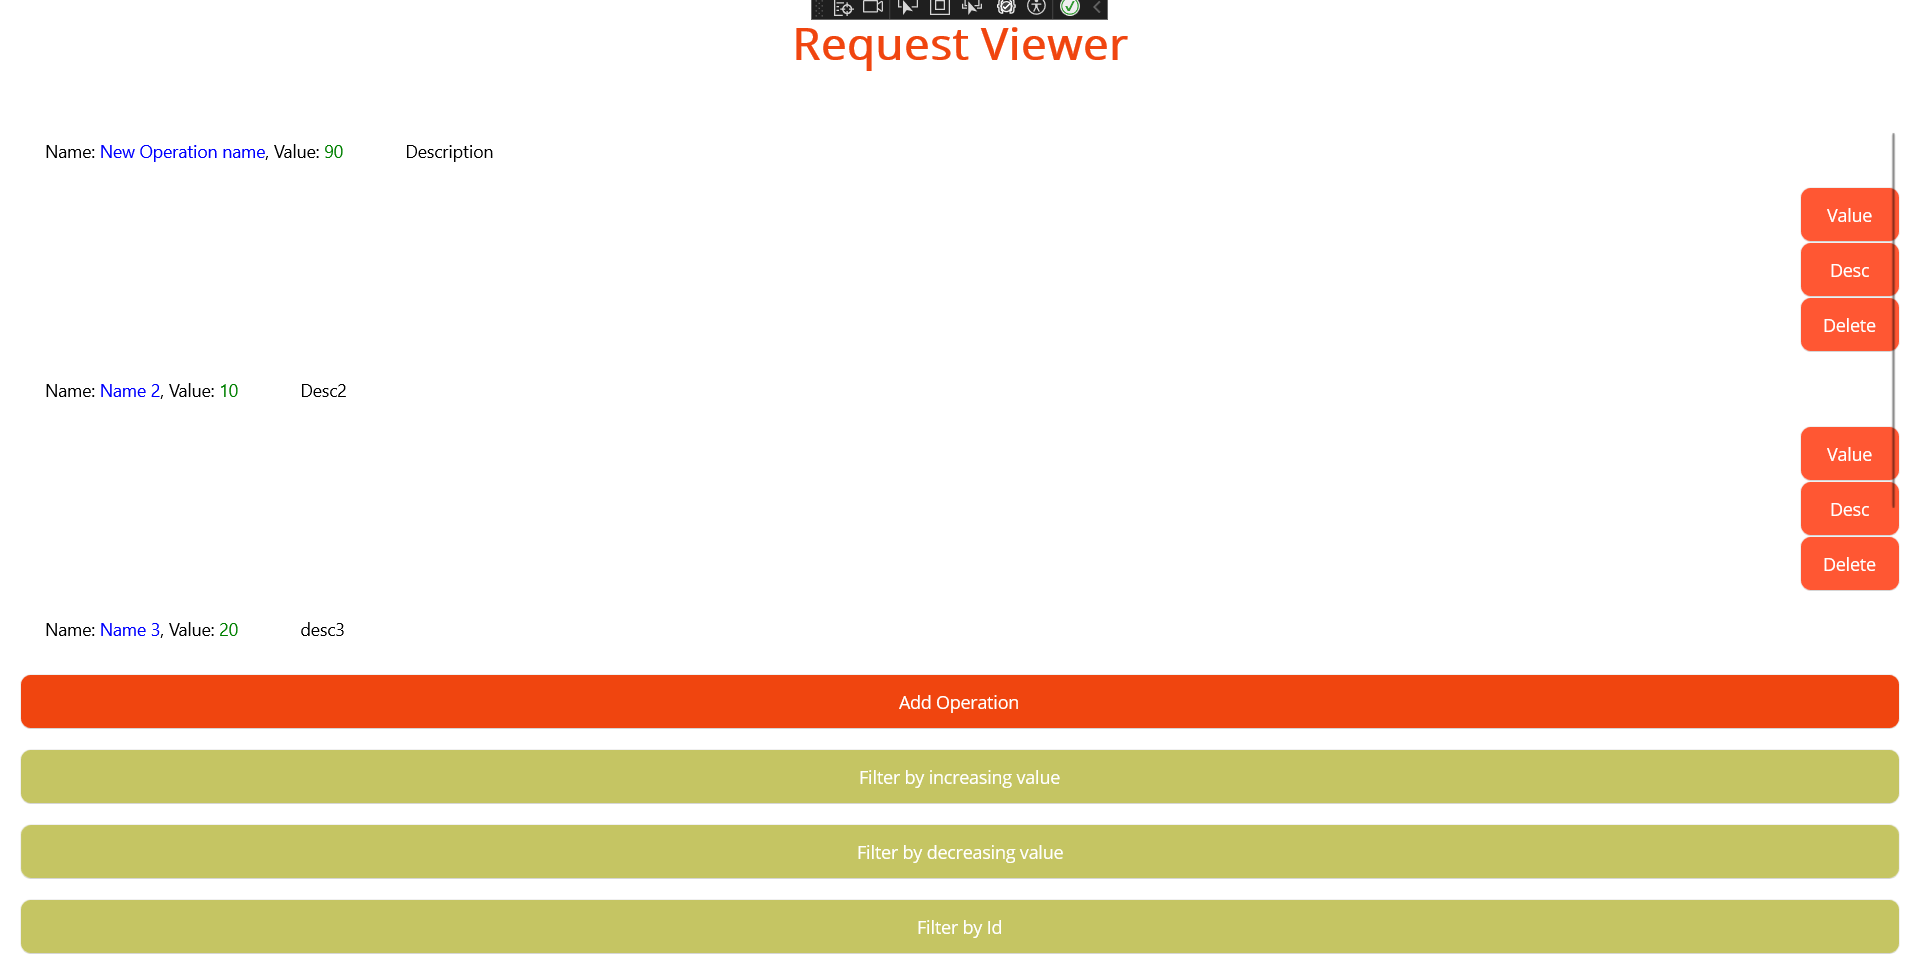 Request Viewer
Name: New Operation name, Value: 90 Description
Value
Desc
Delete
Name: Name 2, Value: 10 Desc2
Value
Desc
Delete
Name: Name 3, Value: 20 desc3
Add Operation
Filter by increasing value
Filter by decreasing value
Filter by Id